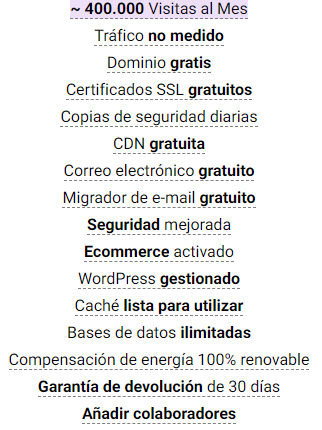 ~ 400.000 Visitas al Mes
Tráfico no medido
Dominio gratis
Certificados SSL gratuitos
Copias de seguridad diarias
CDN gratuita
Correo electrónico gratuito
Migrador de e-mail gratuito
Seguridad mejorada
Ecommerce activado
WordPress gestionado
Caché lista para utilizar
Bases de datos ilimitadas
Compensación de energía 100% renovable
Garantía de devolución de 30 días
Añadir colaboradores